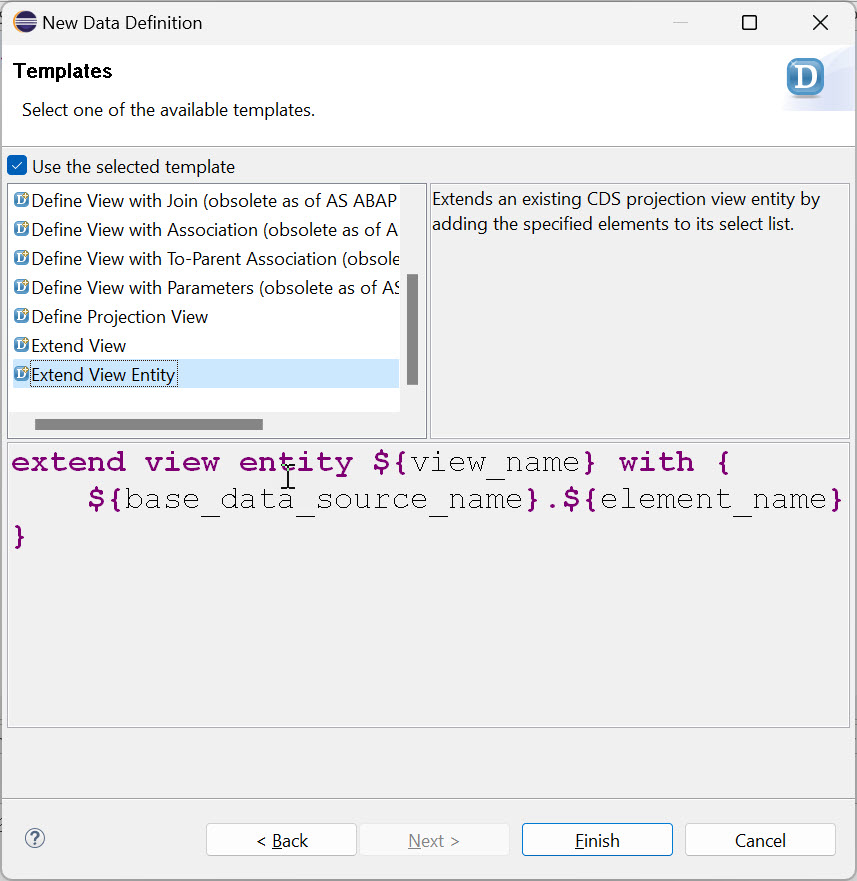 New Data Definition
Templates
D
Select one of the available templates.
Use the selected template
Define View with Join (obsolete as of AS ABAP
Define View with Association (obsolete as of A
Define View with To-Parent Association (obsole
Define View with Parameters (obsolete as of AS
Define Projection View
Extend View
Extend View Entity
Extends an existing CDS projection view entity by
adding the specified elements to its select list.
extend view entity ${view_name} with {
${base_data_source_name}.${element_name}
}
< Back
Next >
Finish
Cancel